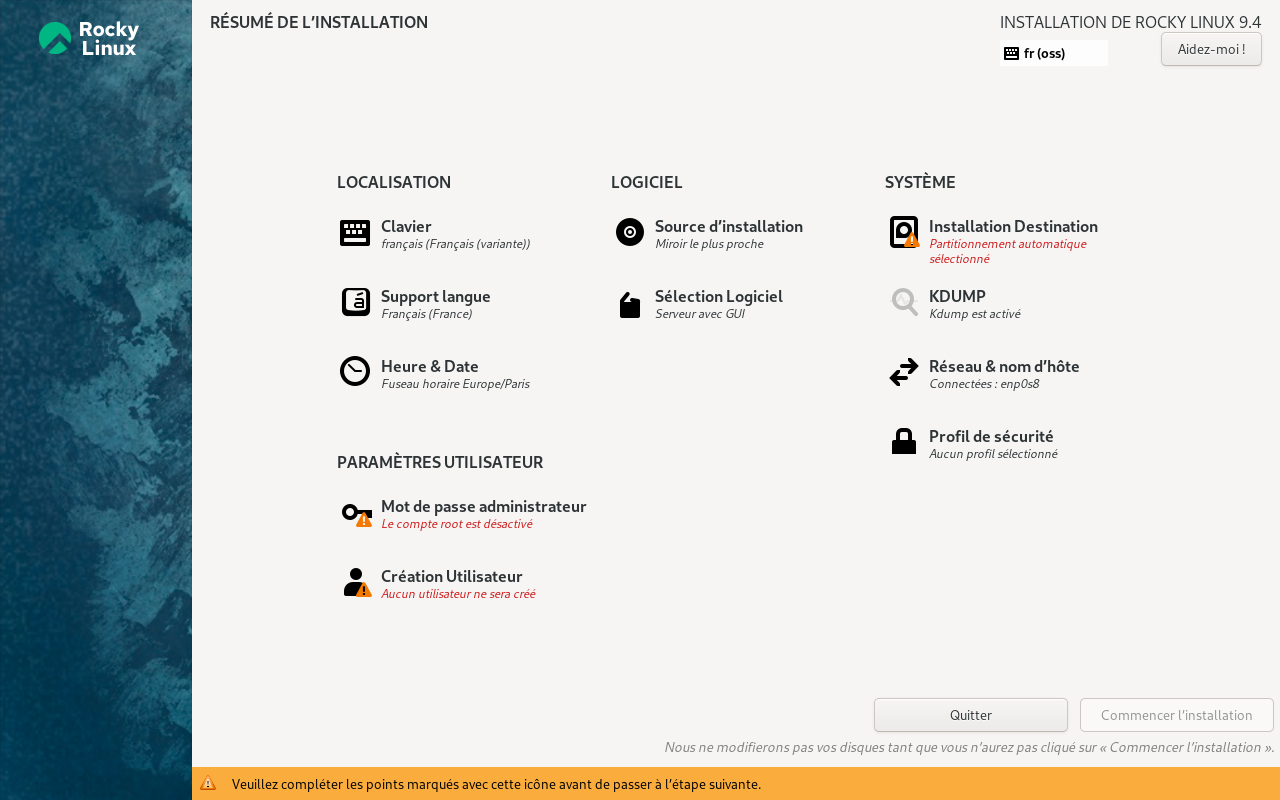 Rocky
Linux
RÉSUMÉ DE L'INSTALLATION
INSTALLATION DE ROCKY LINUX 9.4
fr (oss)
Aidez-moi !
LOCALISATION
Clavier
français (Français (variante))
Support langue
Français (France)
Heure & Date
Fuseau horaire Europe/Paris
LOGICIEL
Source d'installation
Miroir le plus proche
Sélection Logiciel
Serveur avec GUI
SYSTÈME
Installation Destination
Partitionnement automatique
sélectionné
KDUMP
Kdump est activé
Réseau & nom d'hôte
Connectées : enp0s8
Profil de sécurité
Aucun profil sélectionné
PARAMÈTRES UTILISATEUR
Mot de passe administrateur
Le compte root est désactivé
Création Utilisateur
Aucun utilisateur ne sera créé
Quitter
Commencer l'installation
Nous ne modifierons pas vos disques tant que vous n'aurez pas cliqué sur « Commencer l'installation ».
Veuillez compléter les points marqués avec cette icône avant de passer à l'étape suivante.